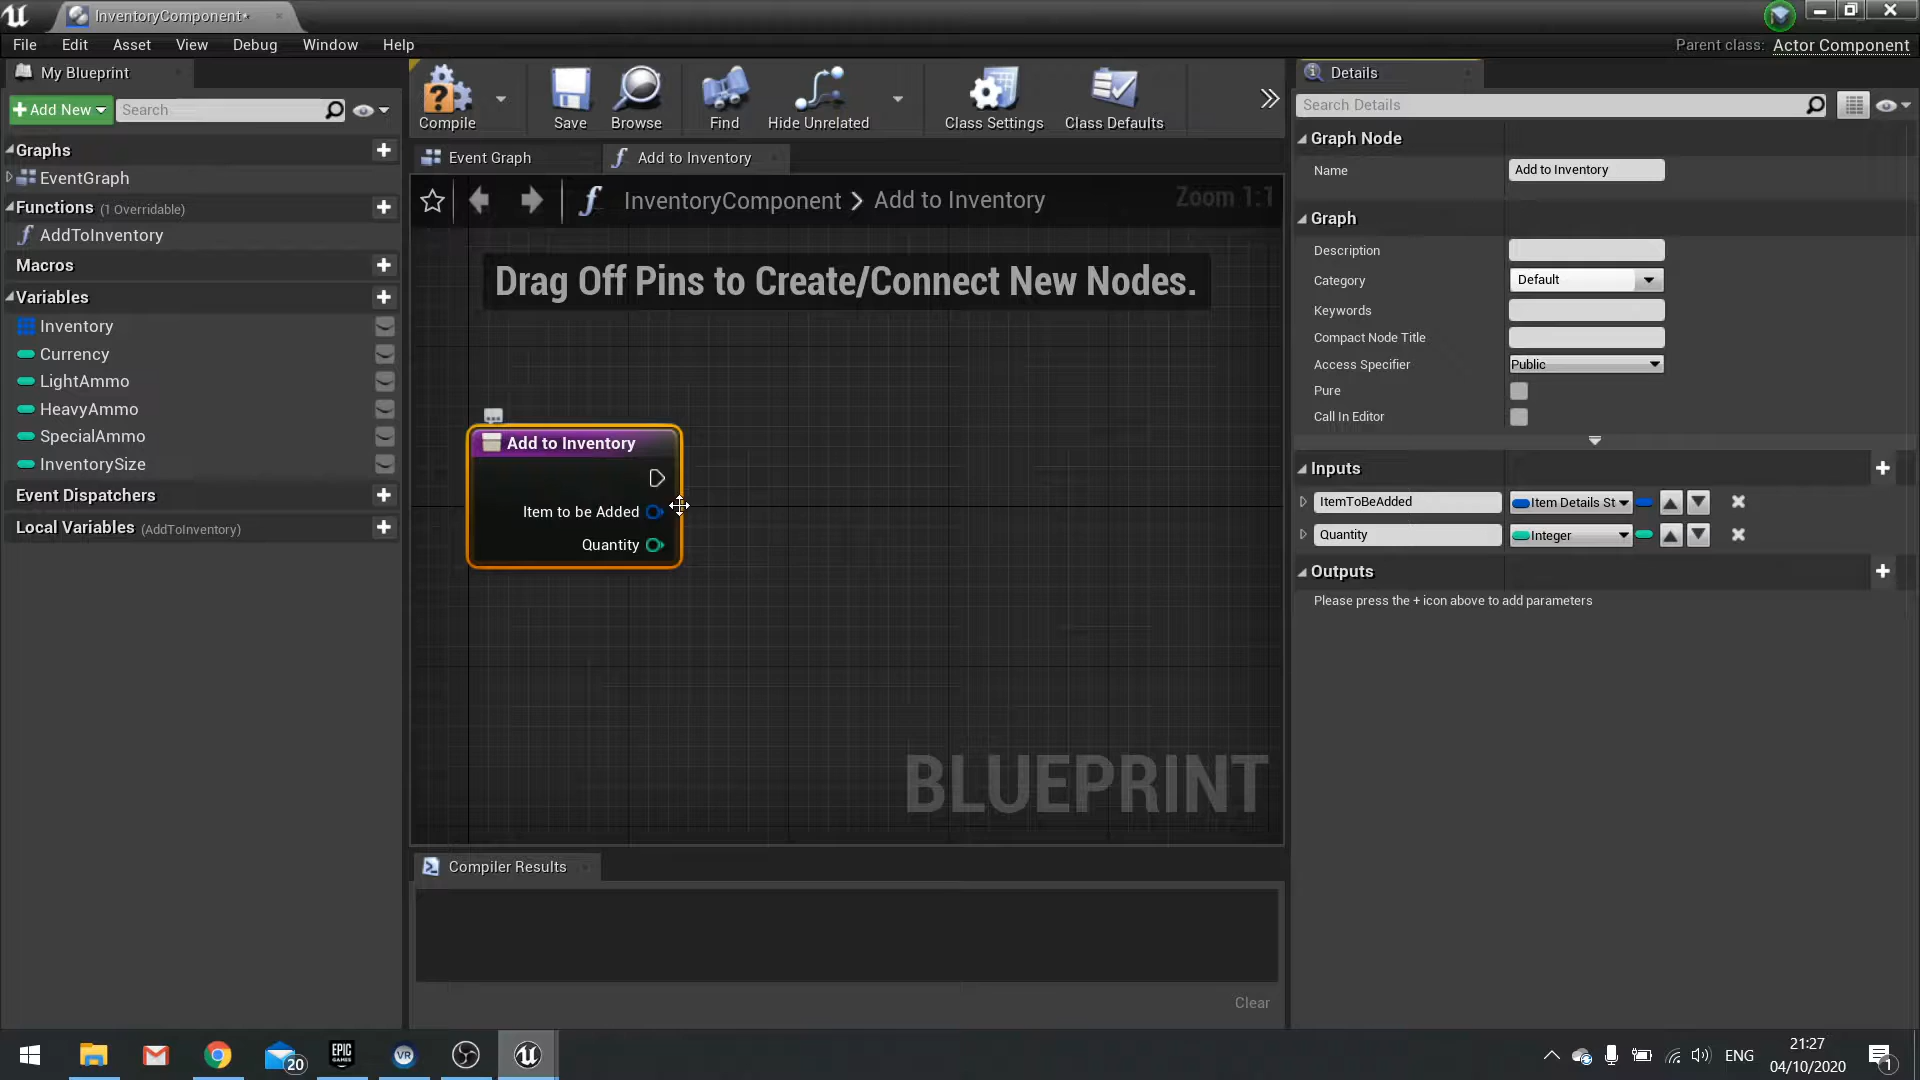 InventoryComponent*
File Edit Asset View Debug Window Help
Parent class: Actor Component
My Blueprint
Add New
Search
Graphs
EventGraph
Functions (1 Overridable)
AddToInventory
Macros
Variables
Inventory
Currency
LightAmmo
HeavyAmmo
SpecialAmmo
InventorySize
Event Dispatchers
Local Variables (AddToInventory)
Compile Save Browse Find Hide Unrelated Class Settings Class Defaults
Event Graph
Add to Inventory
InventoryComponent > Add to Inventory
Zoom 1:1
Drag Off Pins to Create/Connect New Nodes.
Add to Inventory
Item to be Added
Quantity
BLUEPRINT
Compiler Results
Clear
Details
Search Details
Graph Node
Name Add to Inventory
Graph
Description
Category Default
Keywords
Compact Node Title
Access Specifier Public
Pure
Call In Editor
Inputs
ItemToBeAdded Item Details St
Quantity Integer
Outputs
Please press the + icon above to add parameters
20
EPIC
GAMES
VR
ENG
21:27
04/10/2020
1